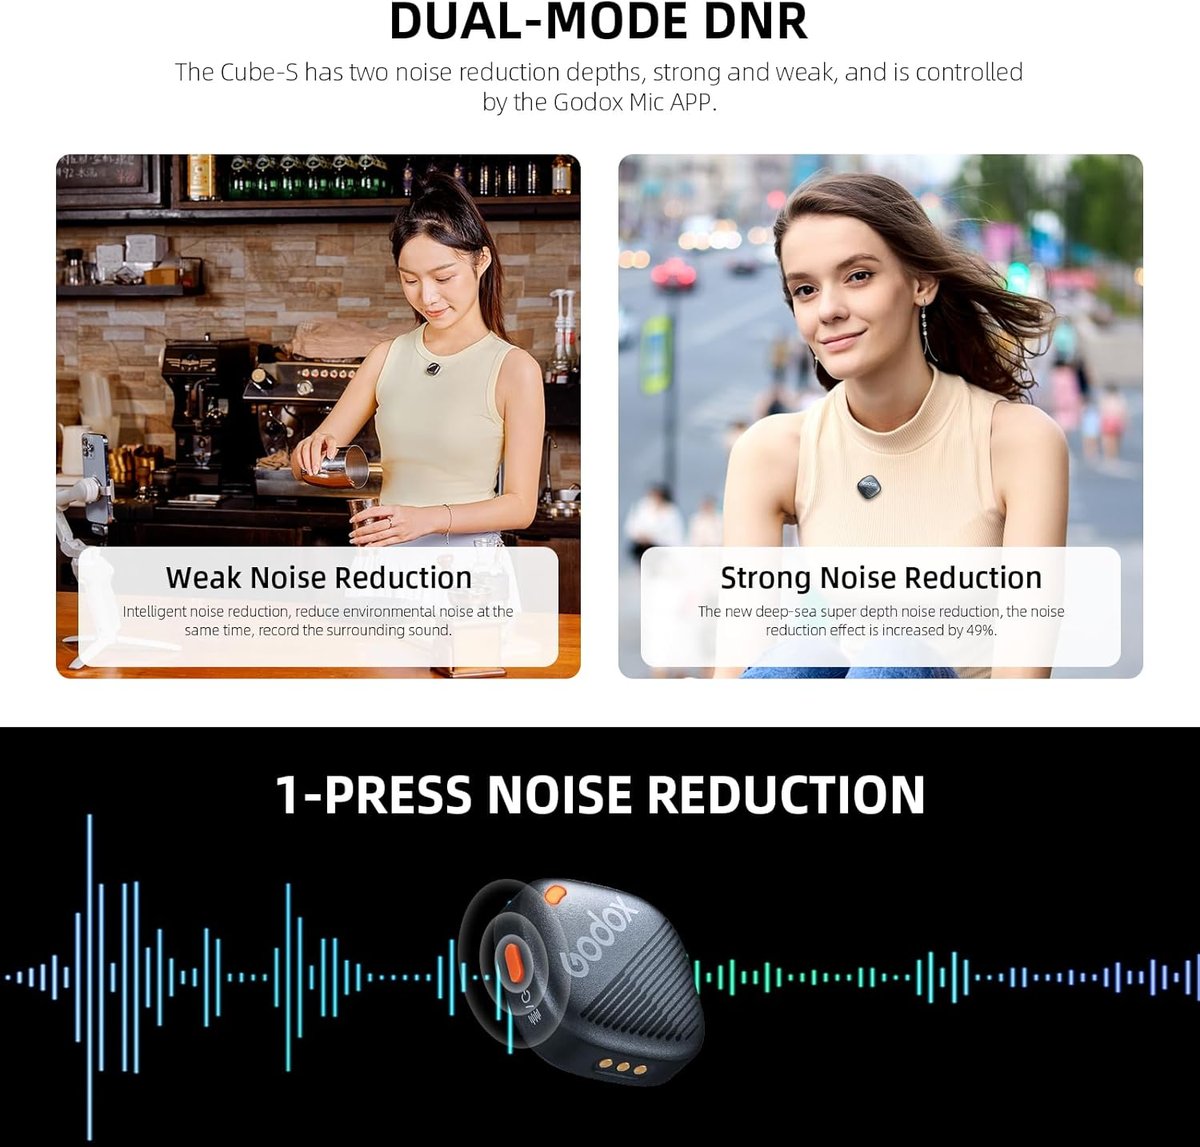 DUAL-MODE DNR
The Cube-S has two noise reduction depths, strong and weak, and is controlled
by the Godox Mic APP.
Weak Noise Reduction
Intelligent noise reduction, reduce environmental noise at the
same time, record the surrounding sound.
Godox
Strong Noise Reduction
The new deep-sea super depth noise reduction, the noise
reduction effect is increased by 49%.
1-PRESS NOISE REDUCTION
Godox